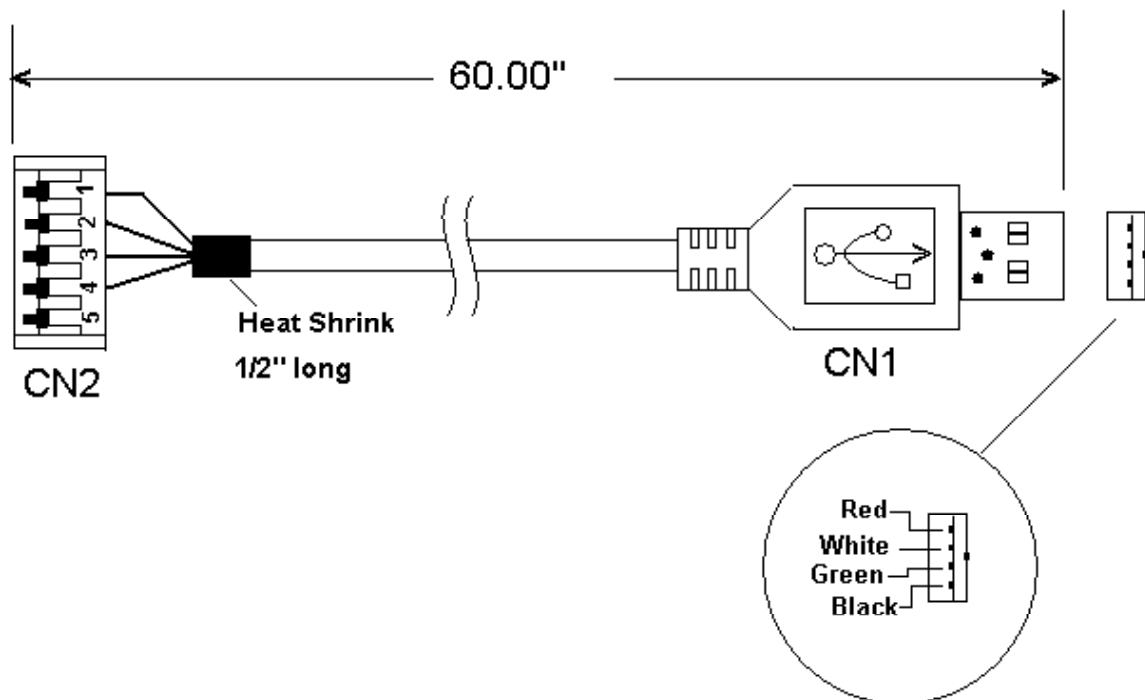 60.00"
1
2
3
4
5
Heat Shrink
1/2" long
CN2
CN1
Red
White
Green
Black